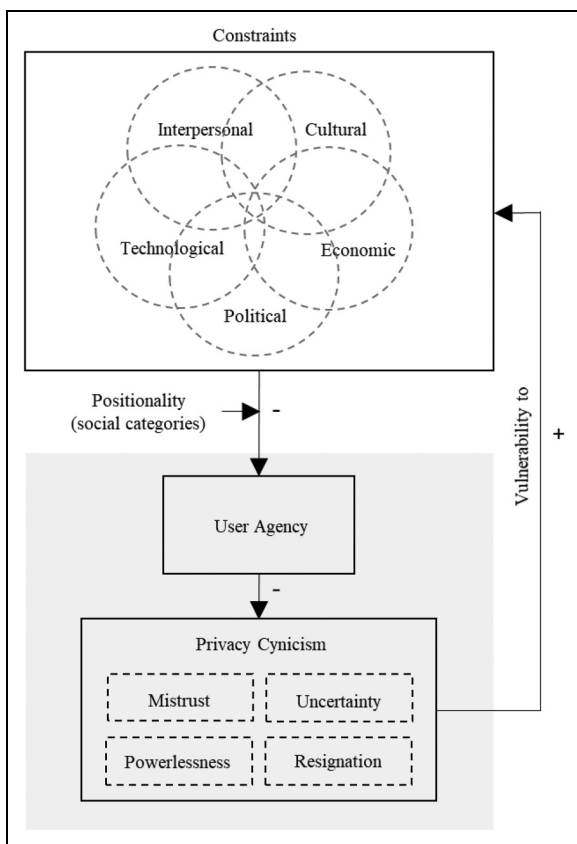 Constraints
Interpersonal
Cultural
Technological
Economic
Political
Positionality
(social categories)
-
User Agency
-
Privacy Cynicism
Mistrust
Uncertainty
Powerlessness
Resignation
Vulnerability to
+